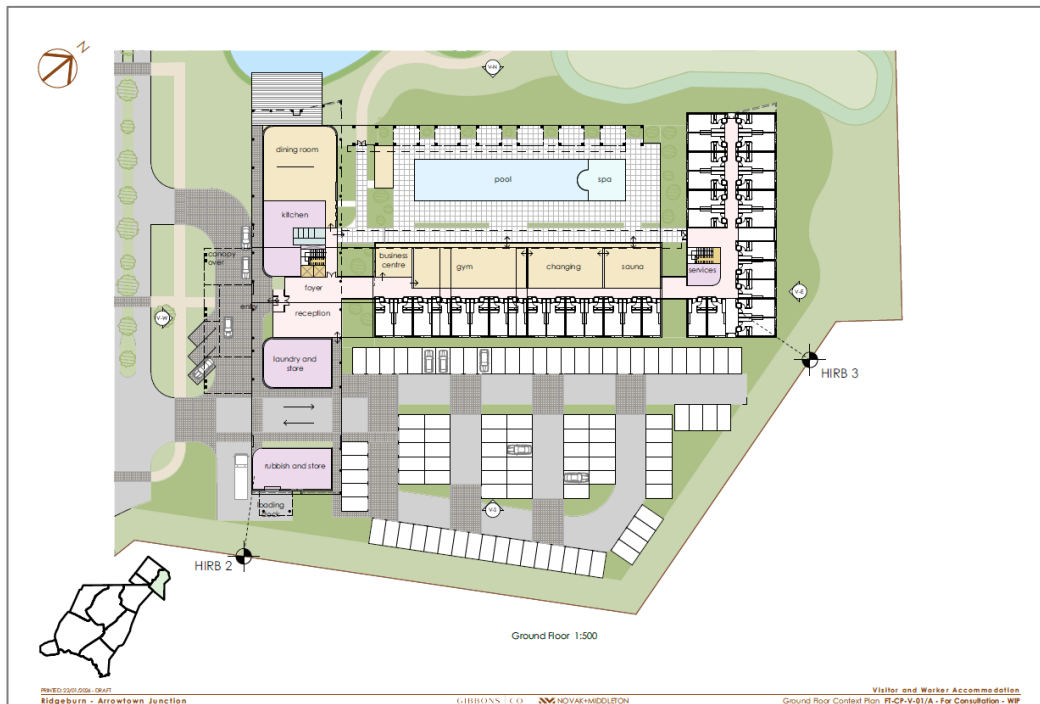 N
V-N
dining room
pool
spa
kitchen
canopy
over
business
centre
gym
changing
sauna
services
foyer
V-E
entry
V-W
reception
HIRB 3
laundry and
store
rubbish and store
loading
dock
V-S
HIRB 2
Ground Floor 1:500
PRINTED: 23/01/2026 - DRAFT
Visitor and Worker Accommodation
Ridgeburn - Arrowtown Junction
GIBBONS | CO
NOVAK+MIDDLETON
Ground Floor Context Plan FT-CP-V-01/A - For Consultation - WIP